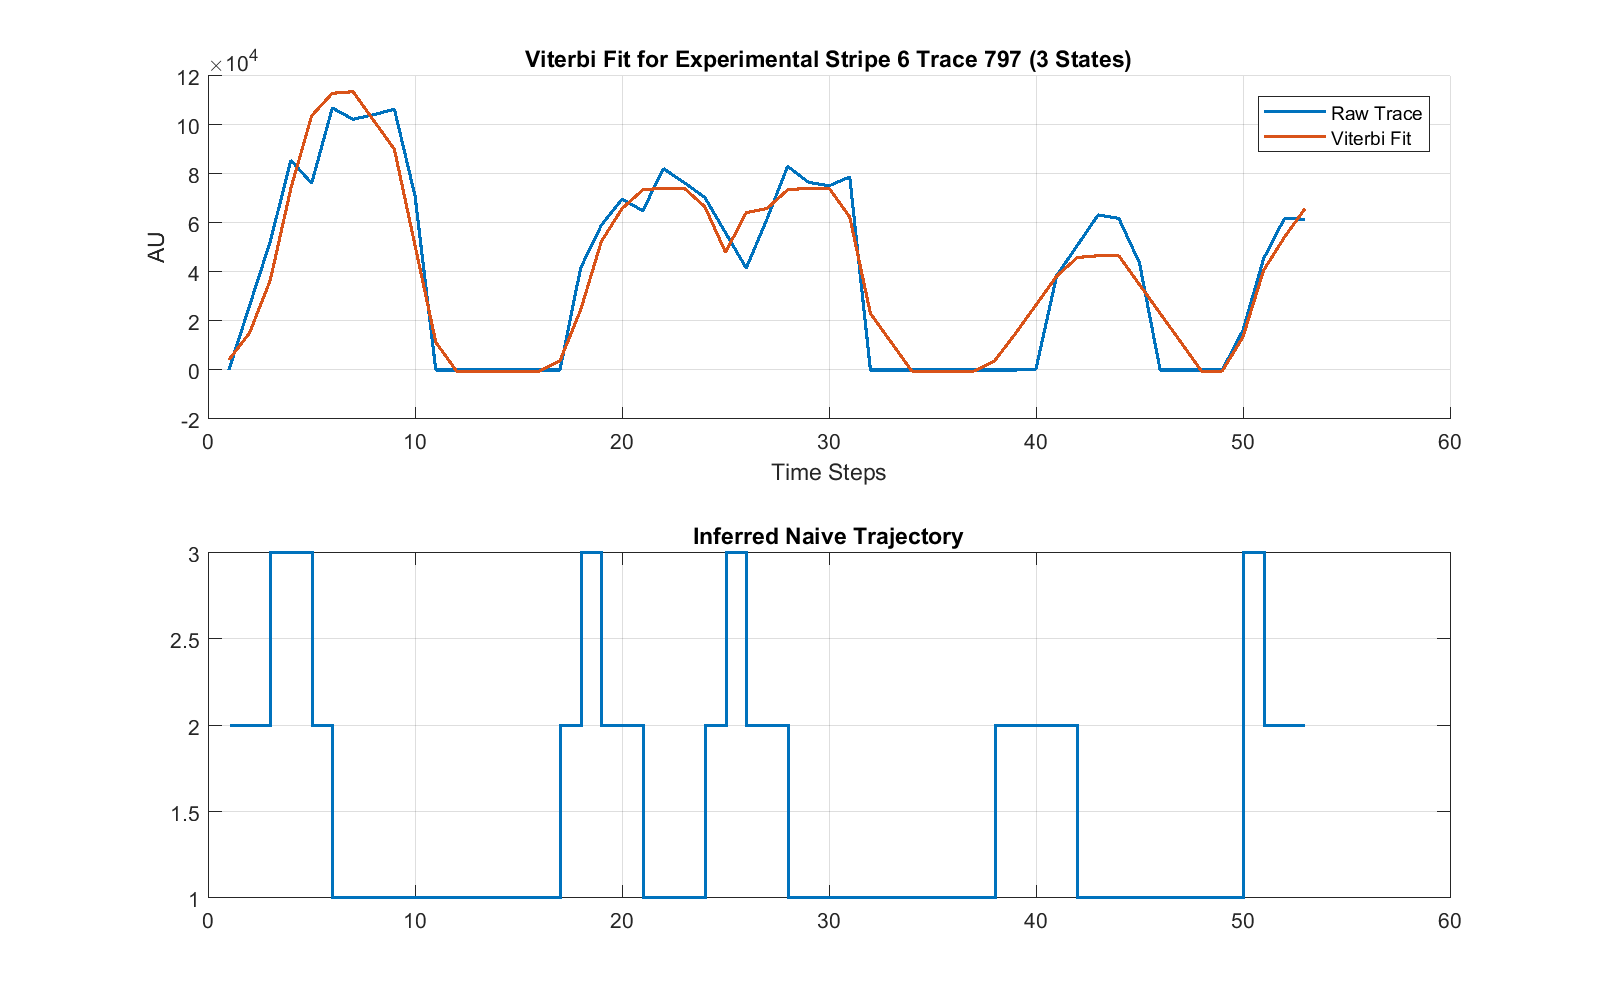 Viterbi Fit for Experimental Stripe 6 Trace 797 (3 States)
×10^4
12
10
8
6
4
2
0
-2
AU
Raw Trace
Viterbi Fit
0 10 20 30 40 50 60
Time Steps
Inferred Naive Trajectory
3
2.5
2
1.5
1
0 10 20 30 40 50 60